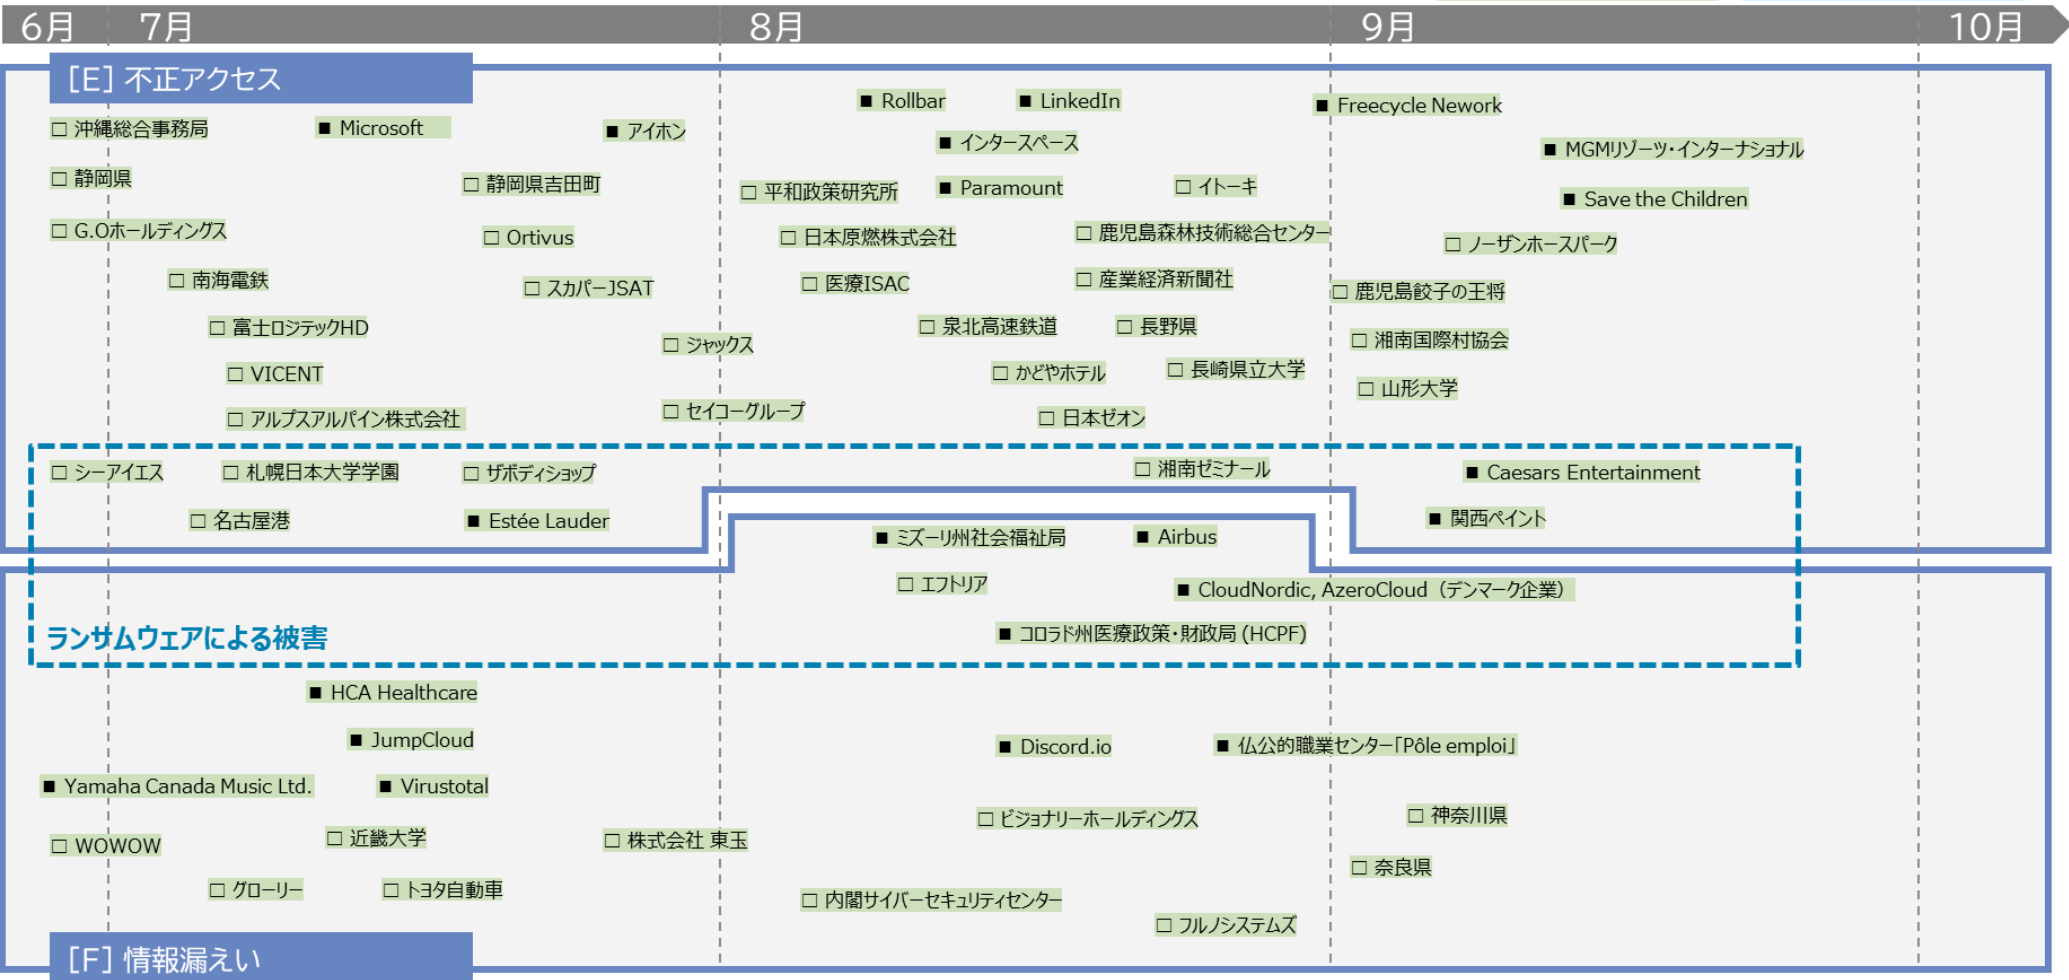 6月 7月 8月 9月 10月
[E] 不正アクセス
■ Rollbar ■ LinkedIn ■ Freecycle Nework
□ 沖縄総合事務局 ■ Microsoft ■ アイホン
■ インタースペース ■ MGMリゾーツ・インターナショナル
□ 静岡県 □ 静岡県吉田町 □ 平和政策研究所 ■ Paramount □ イトーキ ■ Save the Children
□ G.Oホールディングス □ Ortivus □ 日本原燃株式会社 □ 鹿児島森林技術総合センター □ ノーザンホースパーク
□ 南海電鉄 □ スカパーJSAT □ 医療ISAC □ 産業経済新聞社 □ 鹿児島餃子の王将
□ 富士ロジテックHD □ ジャックス □ 泉北高速鉄道 □ 長野県 □ 湘南国際村協会
□ VICENT □ かどやホテル □ 長崎県立大学 □ 山形大学
□ アルプスアルパイン株式会社 □ セイコーグループ □ 日本ゼオン
□ シーアイエス □ 札幌日本大学学園 □ ザボディショップ □ 湘南ゼミナール ■ Caesars Entertainment
□ 名古屋港 ■ Estée Lauder ■ 関西ペイント
■ ミズーリ州社会福祉局 ■ Airbus
□ エフトリア ■ CloudNordic, AzeroCloud（デンマーク企業）
ランサムウェアによる被害 ■ コロラド州医療政策・財政局 (HCPF)
■ HCA Healthcare
■ JumpCloud ■ Discord.io ■ 仏公的職業センター「Pôle emploi」
■ Yamaha Canada Music Ltd. ■ Virustotal
□ WOWOW □ 近畿大学 □ 株式会社 東玉 □ ビジョナリーホールディングス □ 神奈川県
□ 奈良県
□ グローリー □ トヨタ自動車 □ 内閣サイバーセキュリティセンター
□ フルノシステムズ
[F] 情報漏えい